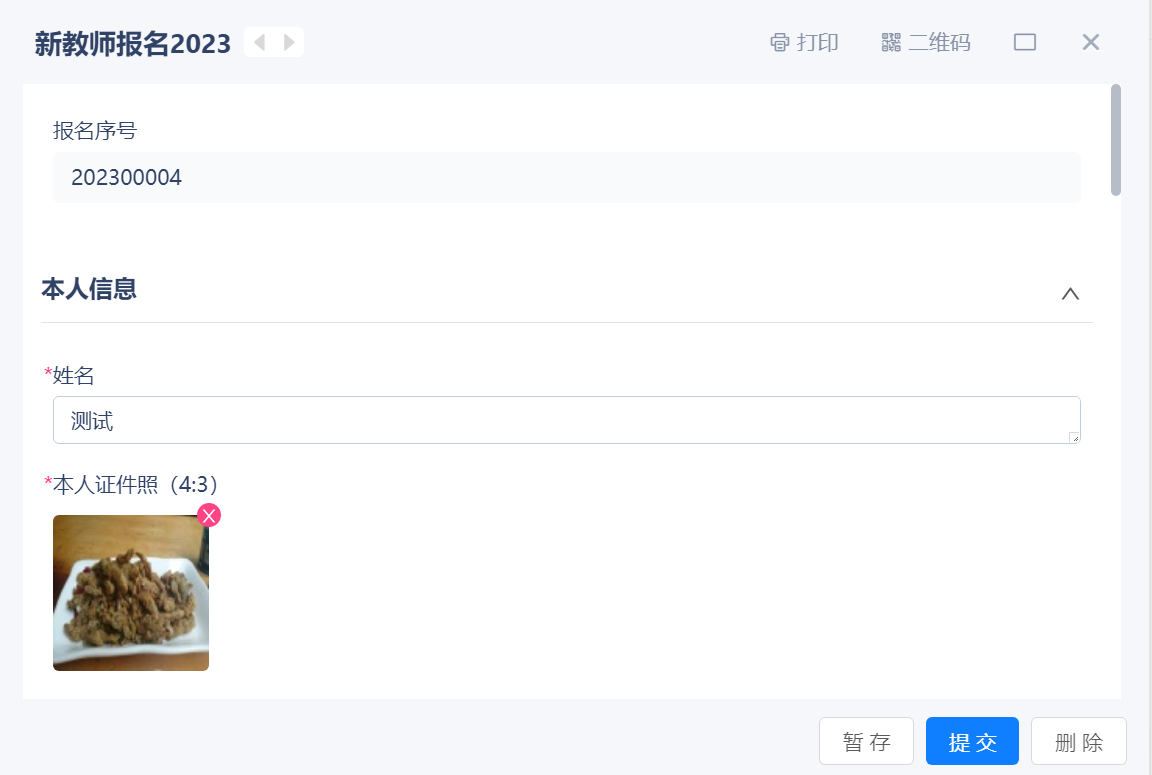 新教师报名2023
打印
二维码
报名序号
202300004
本人信息
*姓名
测试
*本人证件照（4:3）
暂 存
提 交
删 除